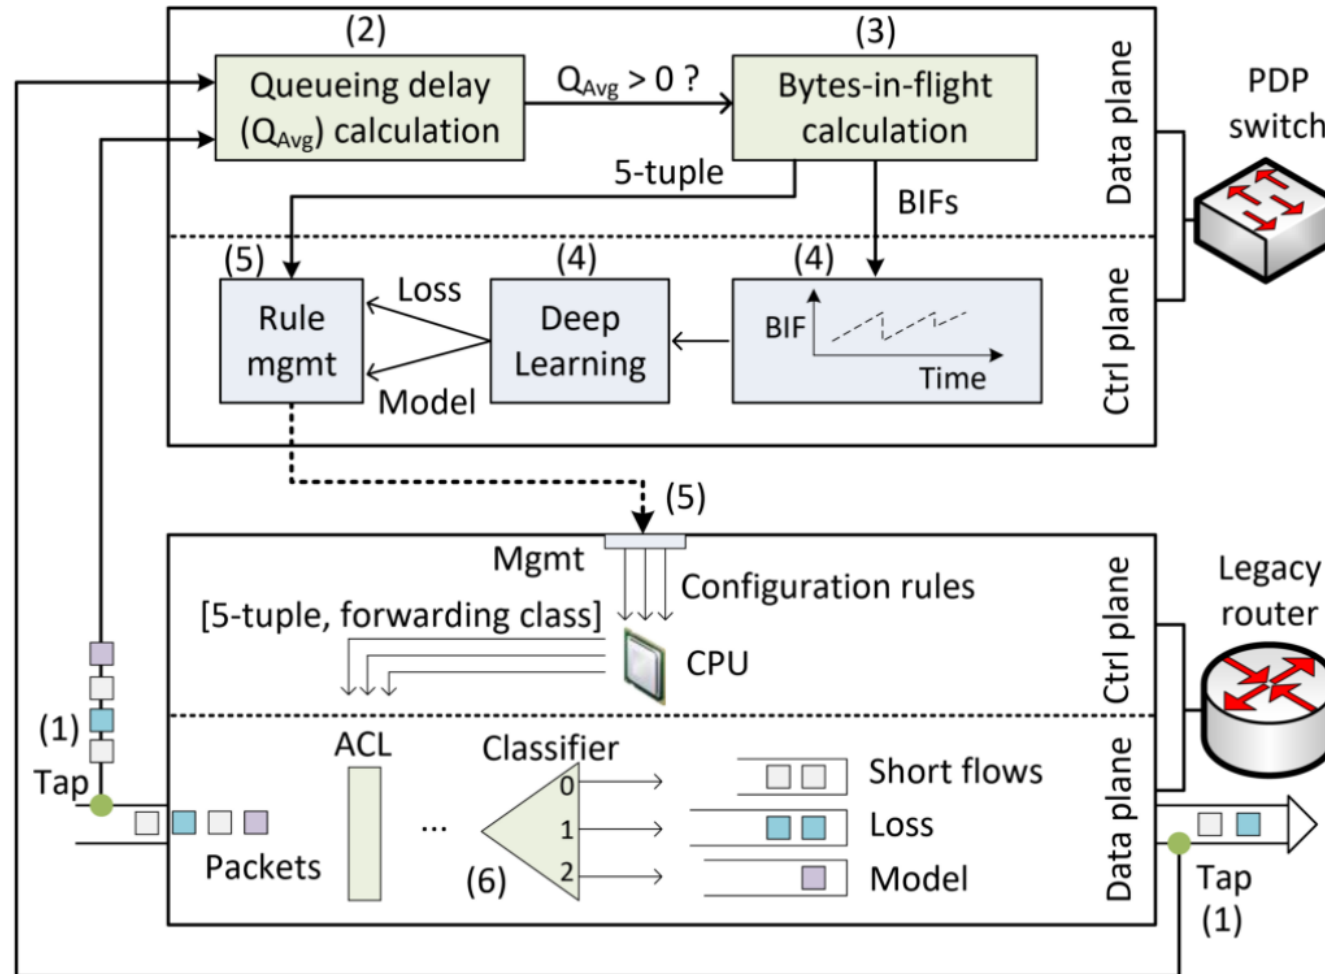 (2)
(3)
Queueing delay
(QAvg) calculation
QAvg > 0 ?
Bytes-in-flight
calculation
Data plane
PDP
switch
5-tuple
BIFs
(5)
(4)
(4)
Rule
mgmt
Loss
Model
Deep
Learning
BIF
Time
Ctrl plane
(5)
Mgmt
Configuration rules
[5-tuple, forwarding class]
CPU
Ctrl plane
Legacy
router
(1)
Tap
Packets
ACL
...
Classifier
0
1
2
(6)
Short flows
Loss
Model
Data plane
Tap
(1)